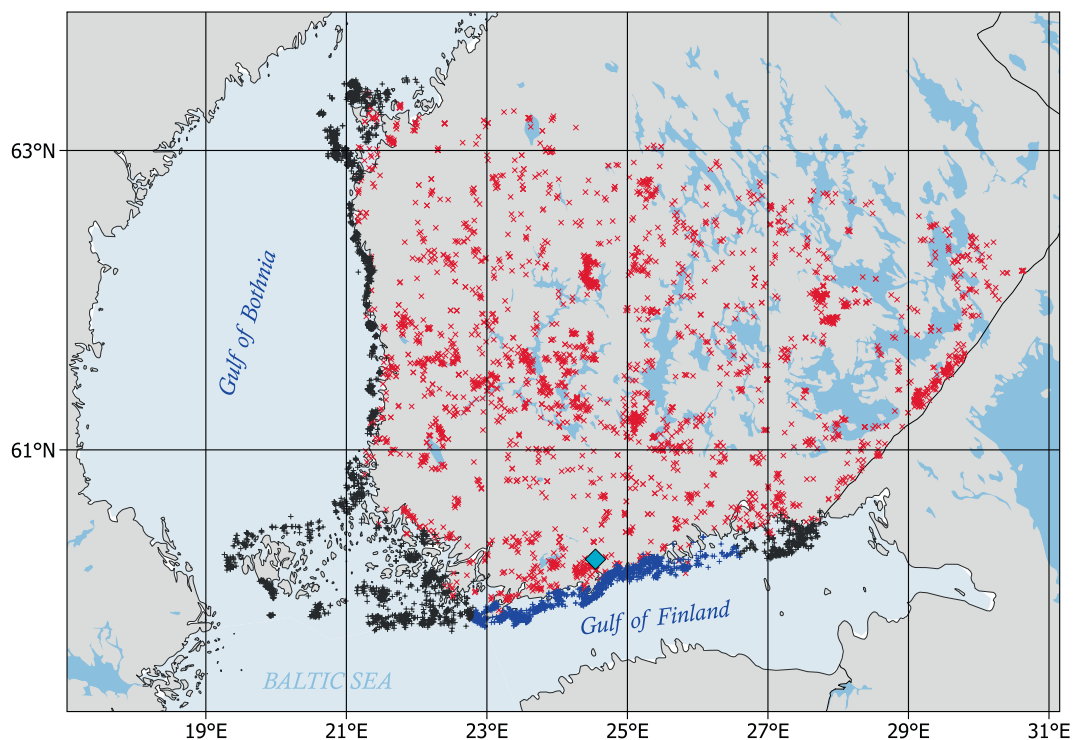 63°N
Gulf of Bothnia
61°N
Gulf of Finland
BALTIC SEA
19°E 21°E 23°E 25°E 27°E 29°E 31°E